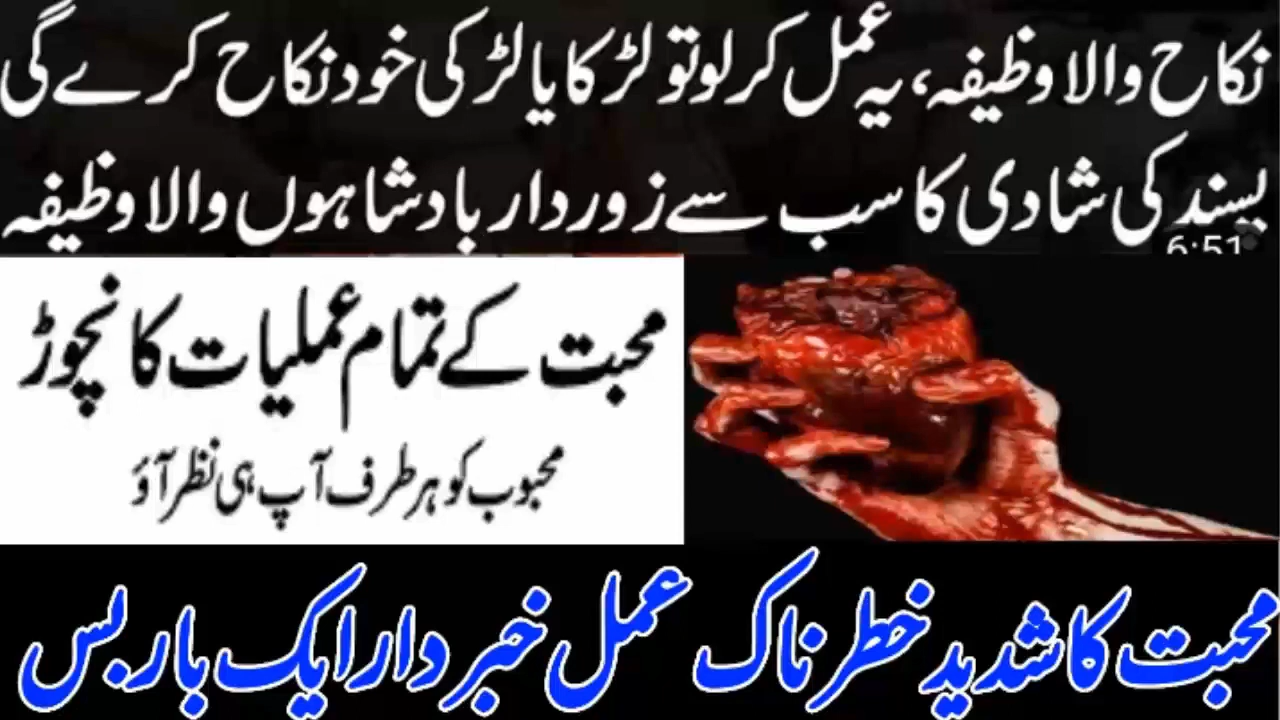 نکاح والا وظیفہ، یہ عمل کر لو تو لڑکا یا لڑکی خود نکاح کرے گی
پسند کی شادی کا سب سے زوردار بادشاہوں والا وظیفہ
6:51
محبت کے تمام عملیات کا نچوڑ
محبوب کو ہر طرف آپ ہی نظر آؤ
محبت کا شدید خطرناک عمل خبردار ایک بار بس